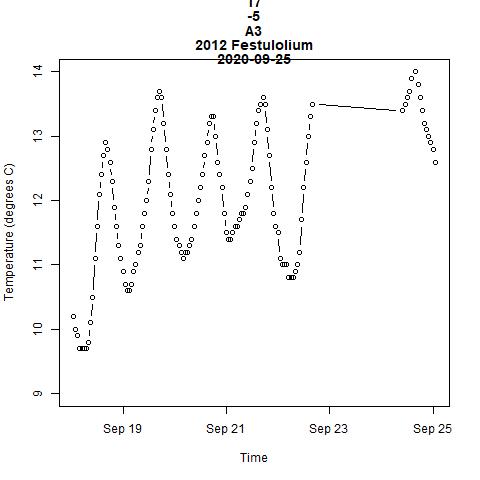 17
-5
A3
2012 Festulolium
2020-09-25
Temperature (degrees C)
14
13
12
11
10
9
Sep 19
Sep 21
Sep 23
Sep 25
Time